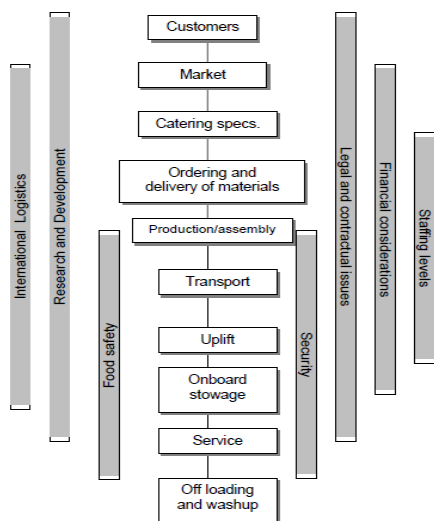 Customers
Market
Catering specs.
Ordering and
delivery of materials
Production/assembly
Transport
Uplift
Onboard
stowage
Service
Off loading
and washup
International Logistics
Research and Development
Food safety
Security
Legal and contractual issues
Financial considerations
Staffing levels